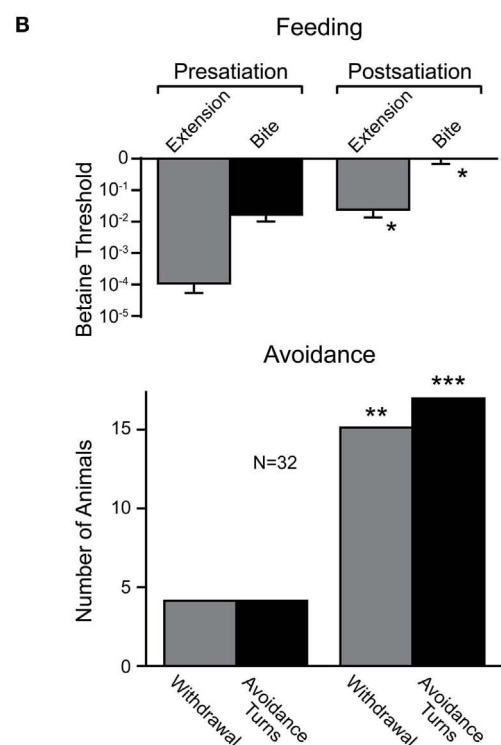 B
Feeding
Presatiation Postsatiation
Extension Bite Extension Bite
Betaine Threshold
0
10-1
10-2
10-3
10-4
10-5
*
*
Avoidance
Number of Animals
15
10
5
0
N=32
**
***
Withdrawal
Avoidance
Turns
Withdrawal
Avoidance
Turns